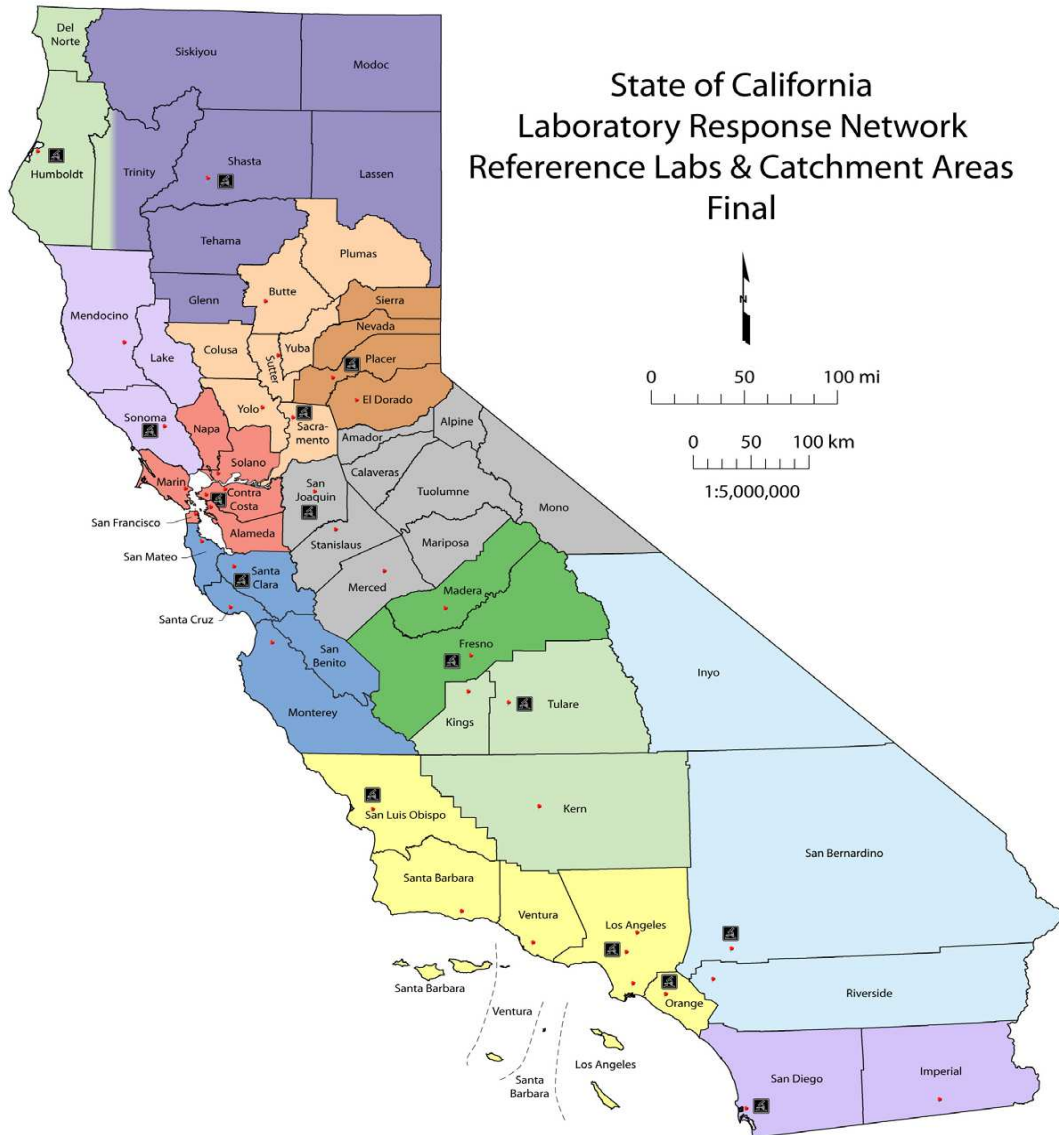 State of California
Laboratory Response Network
Refererence Labs & Catchment Areas
Final
N
0 50 100 mi
0 50 100 km
1:5,000,000
Del
Norte
Siskiyou
Modoc
Humboldt
Trinity
Shasta
Lassen
Tehama
Plumas
Glenn
Butte
Sierra
Mendocino
Lake
Colusa
Sutter
Yuba
Nevada
Placer
El Dorado
Sonoma
Napa
Yolo
Sacra-
mento
Alpine
Amador
Solano
Marin
Contra
Costa
San
Joaquin
Calaveras
Tuolumne
Mono
San Francisco
Alameda
Stanislaus
Mariposa
San Mateo
Santa
Clara
Merced
Madera
Santa Cruz
San
Benito
Fresno
Inyo
Monterey
Kings
Tulare
San Luis Obispo
Kern
San Bernardino
Santa Barbara
Ventura
Los Angeles
Santa Barbara
Orange
Riverside
Ventura
Los Angeles
Santa
Barbara
San Diego
Imperial